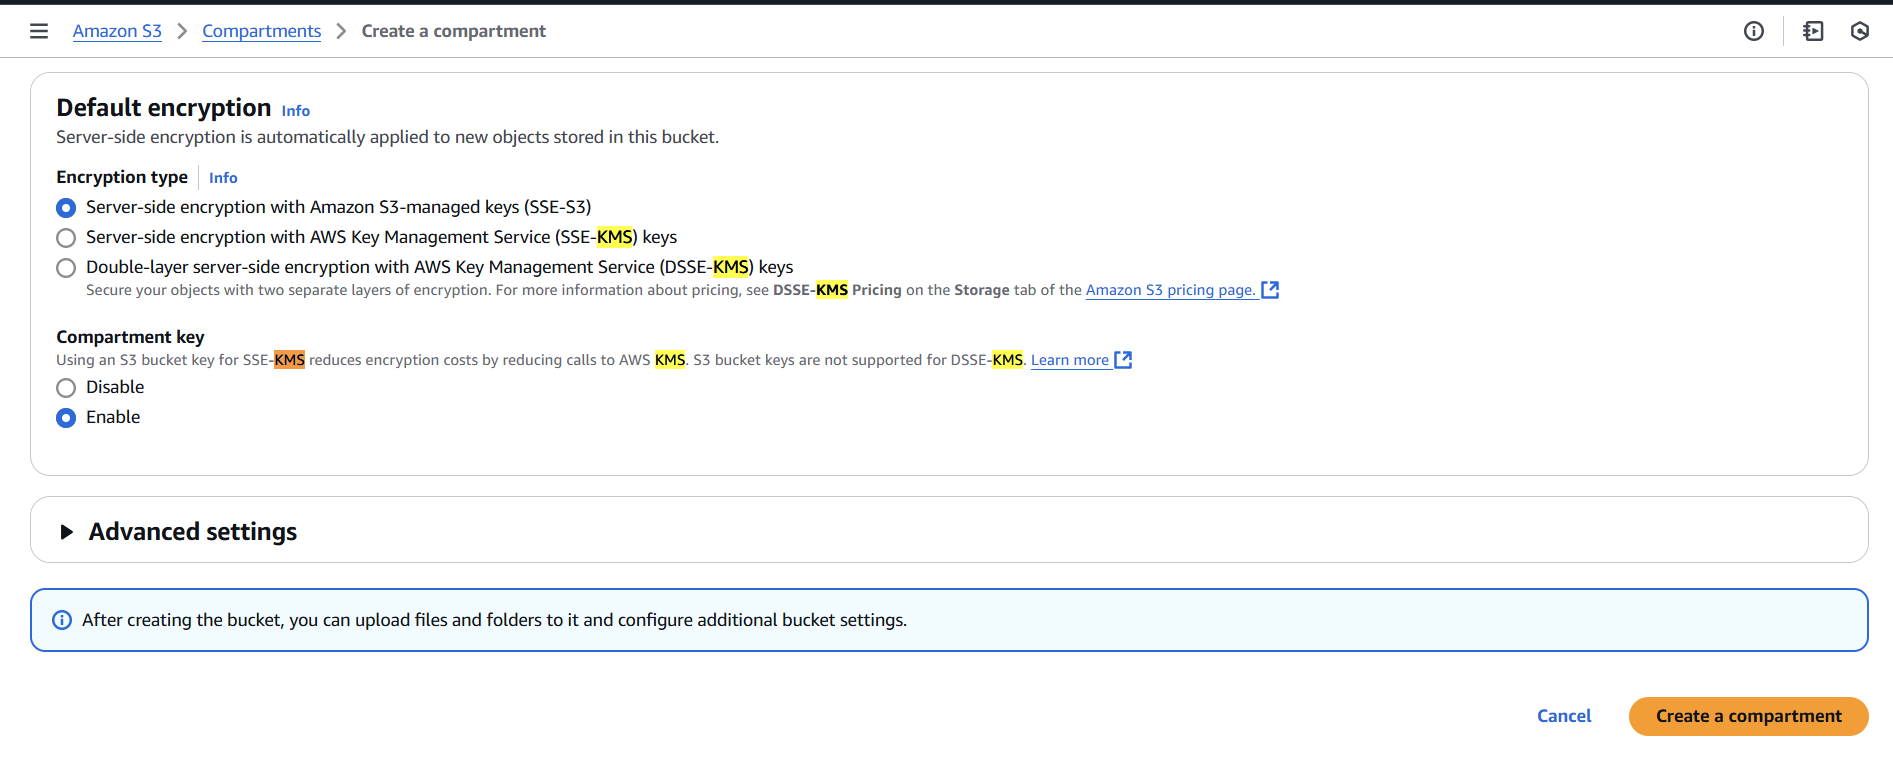 Amazon S3 > Compartments > Create a compartment
Default encryption Info
Server-side encryption is automatically applied to new objects stored in this bucket.
Encryption type Info
Server-side encryption with Amazon S3-managed keys (SSE-S3)
Server-side encryption with AWS Key Management Service (SSE-KMS) keys
Double-layer server-side encryption with AWS Key Management Service (DSSE-KMS) keys
Secure your objects with two separate layers of encryption. For more information about pricing, see DSSE-KMS Pricing on the Storage tab of the Amazon S3 pricing page.
Compartment key
Using an S3 bucket key for SSE-KMS reduces encryption costs by reducing calls to AWS KMS. S3 bucket keys are not supported for DSSE-KMS. Learn more
Disable
Enable
Advanced settings
After creating the bucket, you can upload files and folders to it and configure additional bucket settings.
Cancel Create a compartment